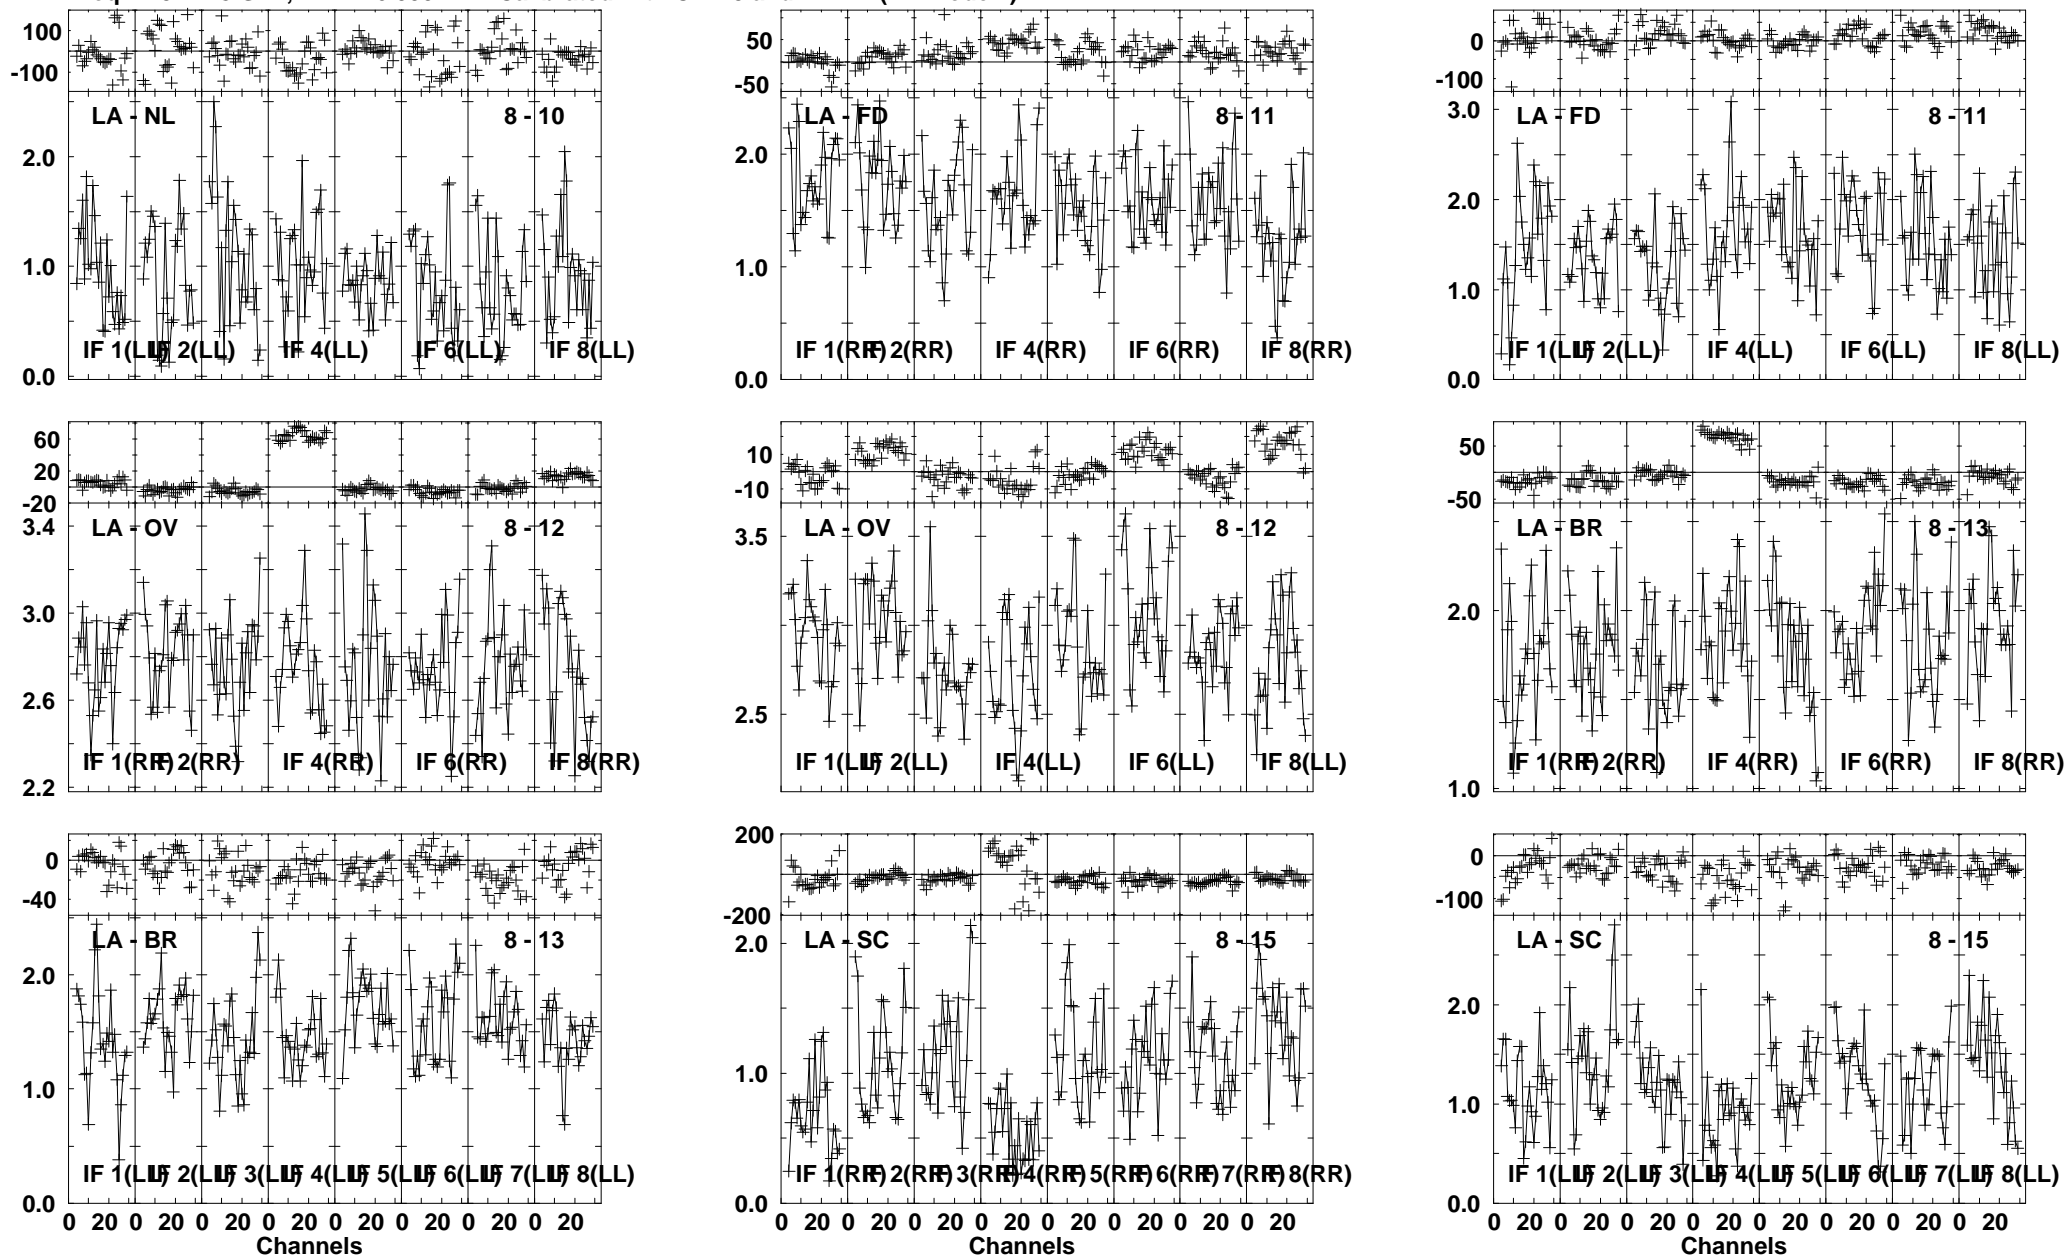 100
-100
LA - NL 8 - 10
2.0
1.0
0.0
IF 1(LL) IF 2(LL) IF 4(LL) IF 6(LL) IF 8(LL)
50
-50
LA - FD 8 - 11
2.0
1.0
0.0
IF 1(RR) IF 2(RR) IF 4(RR) IF 6(RR) IF 8(RR)
0
-100
3.0
LA - FD 8 - 11
2.0
1.0
0.0
IF 1(LL) IF 2(LL) IF 4(LL) IF 6(LL) IF 8(LL)
60
20
-20
3.4
LA - OV 8 - 12
3.0
2.6
2.2
IF 1(RR) IF 2(RR) IF 4(RR) IF 6(RR) IF 8(RR)
10
-10
3.5
LA - OV 8 - 12
2.5
IF 1(LL) IF 2(LL) IF 4(LL) IF 6(LL) IF 8(LL)
50
-50
LA - BR 8 - 13
2.0
1.0
IF 1(RR) IF 2(RR) IF 4(RR) IF 6(RR) IF 8(RR)
0
-40
LA - BR 8 - 13
2.0
1.0
0.0
IF 1(LL) IF 2(LL) IF 3(LL) IF 4(LL) IF 5(LL) IF 6(LL) IF 7(LL) IF 8(LL)
0 20 0 20 0 20 0 20 0 20 0 20 0 20 0 20
Channels
200
-200
LA - SC 8 - 15
2.0
1.0
0.0
IF 1(RR) IF 2(RR) IF 3(RR) IF 4(RR) IF 5(RR) IF 6(RR) IF 7(RR) IF 8(RR)
0 20 0 20 0 20 0 20 0 20 0 20 0 20 0 20
Channels
0
-100
LA - SC 8 - 15
2.0
1.0
0.0
IF 1(LL) IF 2(LL) IF 3(LL) IF 4(LL) IF 5(LL) IF 6(LL) IF 7(LL) IF 8(LL)
0 20 0 20 0 20 0 20 0 20 0 20 0 20 0 20
Channels